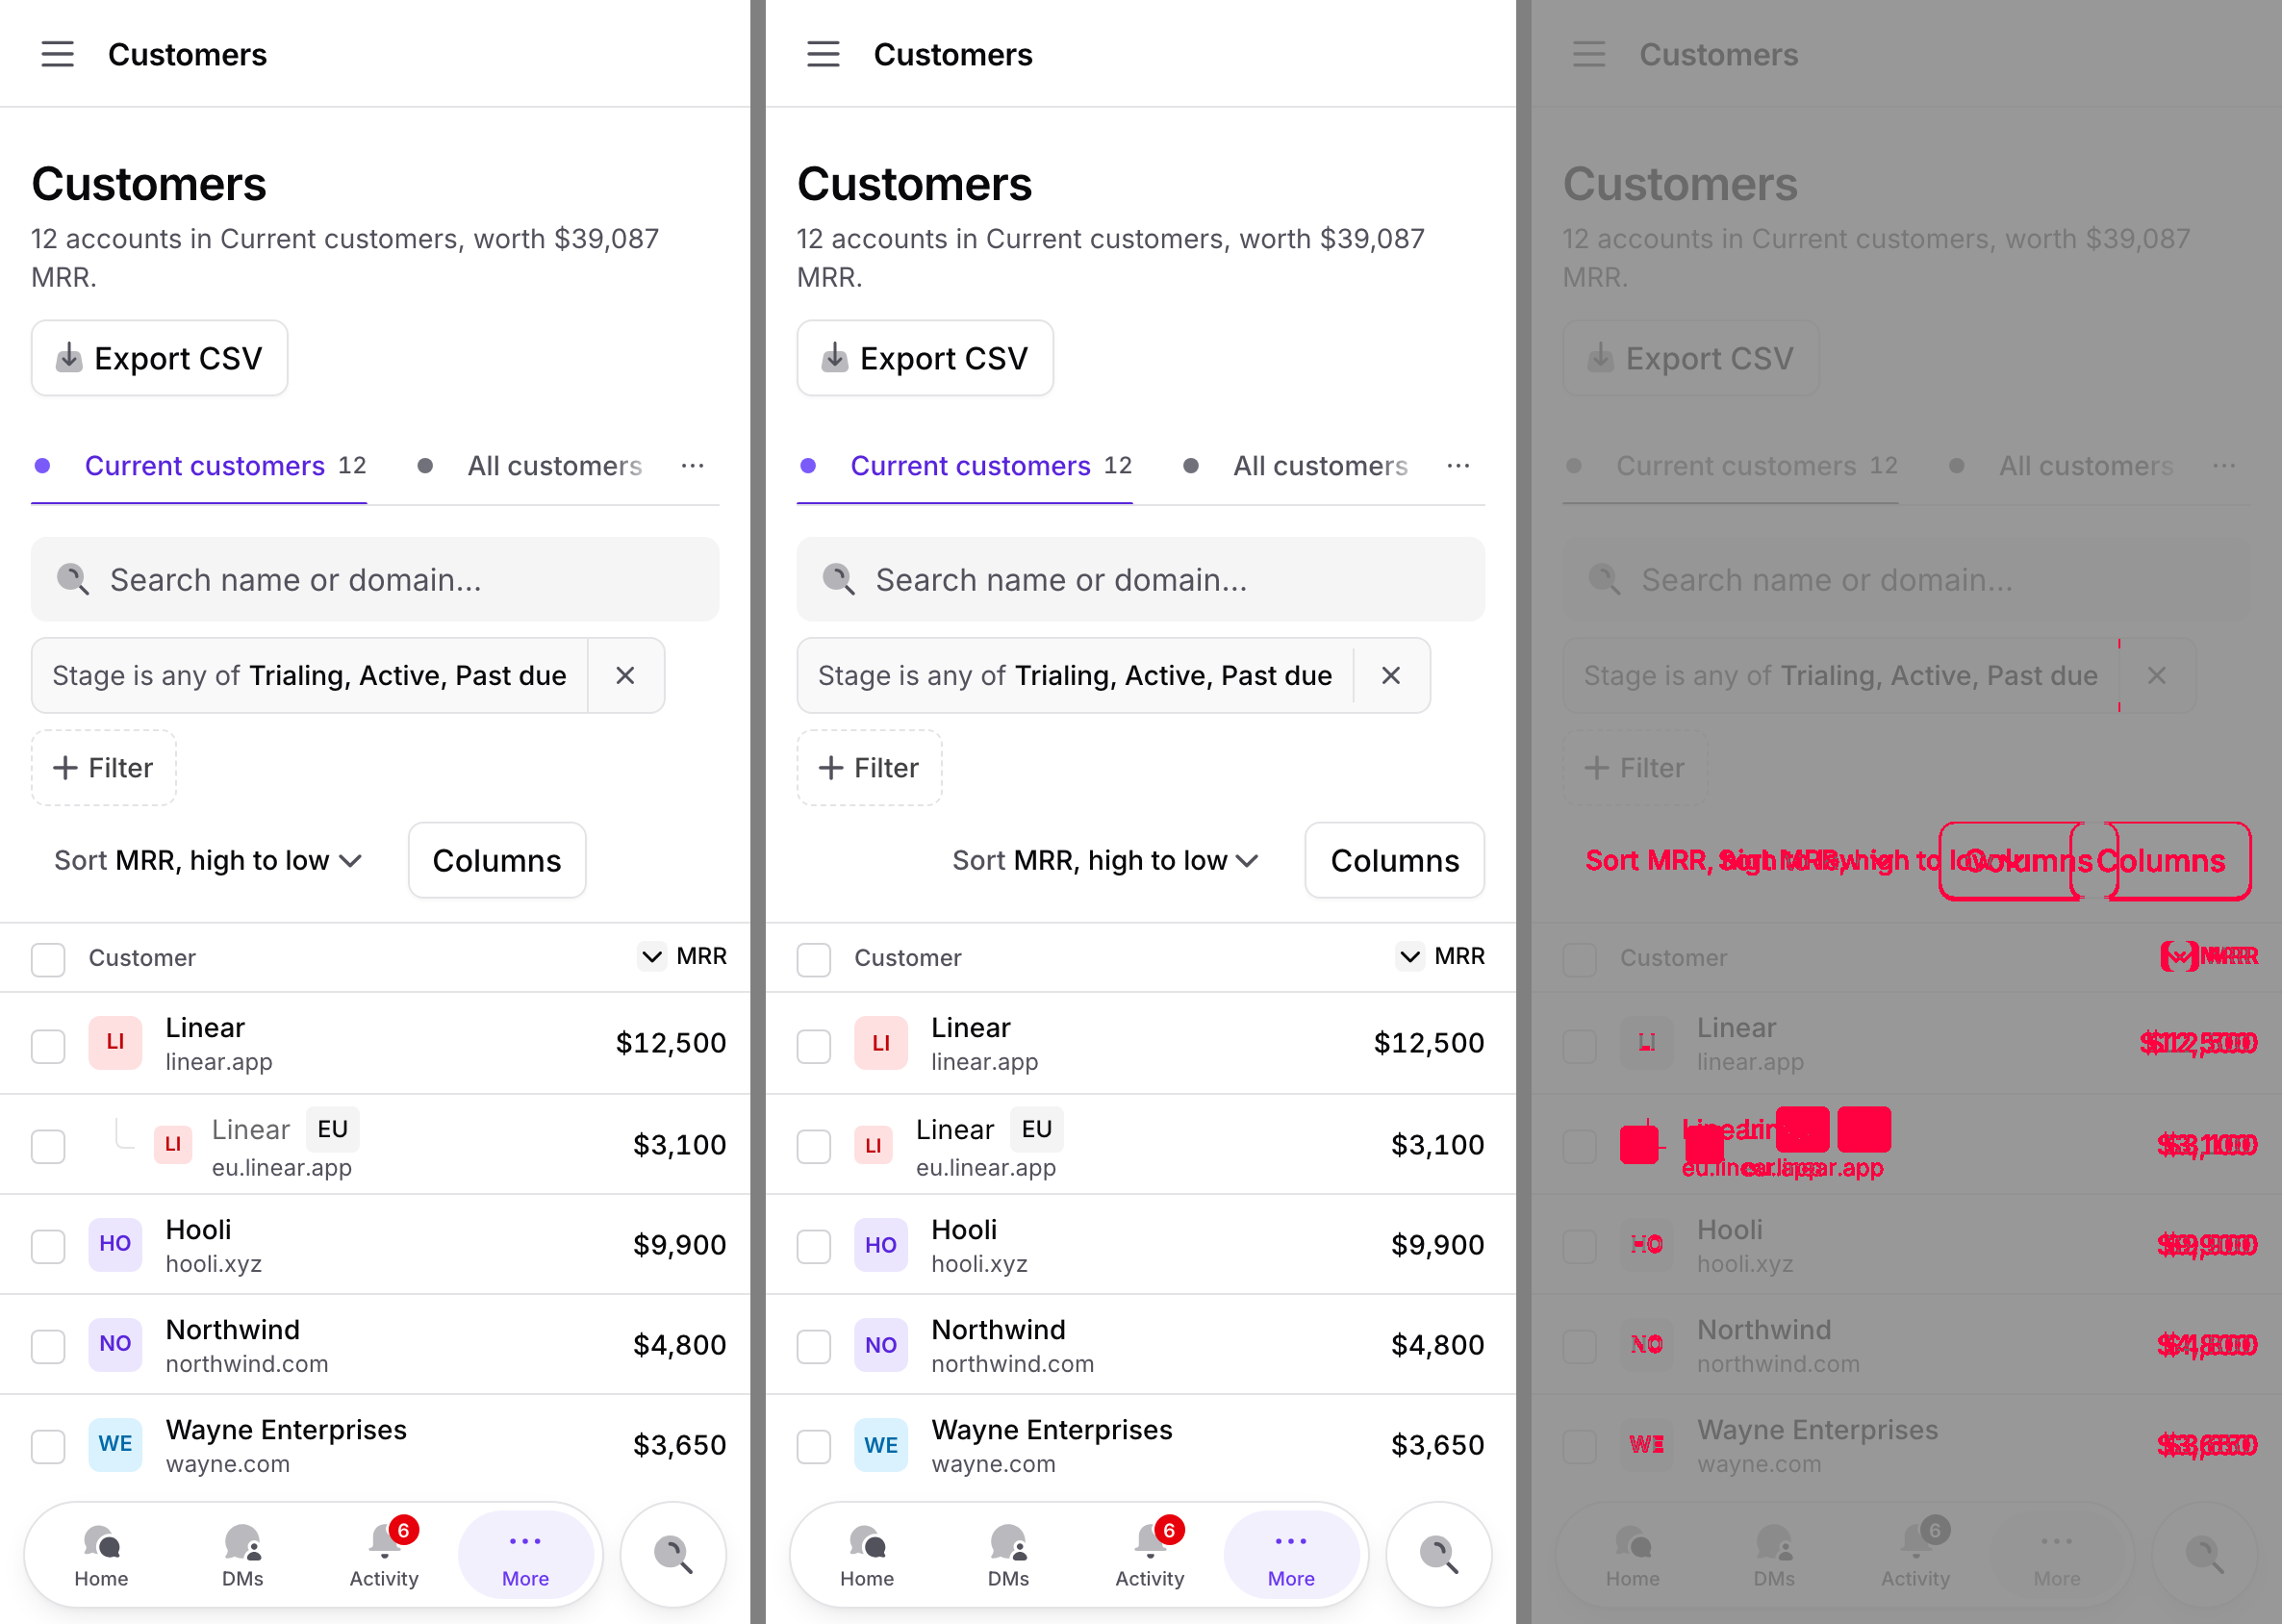 Customers
Customers
12 accounts in Current customers, worth $39,087
MRR.
Export CSV
Current customers 12
All customers
Search name or domain...
Stage is any of Trialing, Active, Past due
Filter
Sort MRR, high to low
Columns
Customer
MRR
LI
Linear
$12,500
linear.app
LI
Linear EU
$3,100
eu.linear.app
HO
Hooli
$9,900
hooli.xyz
NO
Northwind
$4,800
northwind.com
WE
Wayne Enterprises
$3,650
wayne.com
Home
DMs
6
Activity
More
Customers
Customers
12 accounts in Current customers, worth $39,087
MRR.
Export CSV
Current customers 12
All customers
Search name or domain...
Stage is any of Trialing, Active, Past due
Filter
Sort MRR, high to low
Columns
Customer
MRR
LI
Linear
$12,500
linear.app
LI
Linear EU
$3,100
eu.linear.app
HO
Hooli
$9,900
hooli.xyz
NO
Northwind
$4,800
northwind.com
WE
Wayne Enterprises
$3,650
wayne.com
Home
DMs
6
Activity
More
Customers
Customers
12 accounts in Current customers, worth $39,087
MRR.
Export CSV
Current customers 12
All customers
Search name or domain...
Stage is any of Trialing, Active, Past due
Filter
Sort MRR,
Columns
Columns
Customer
LI
Linear
linear.app
HO
Hooli
hooli.xyz
NO
Northwind
northwind.com
WE
Wayne Enterprises
wayne.com
Home
DMs
6
Activity
More